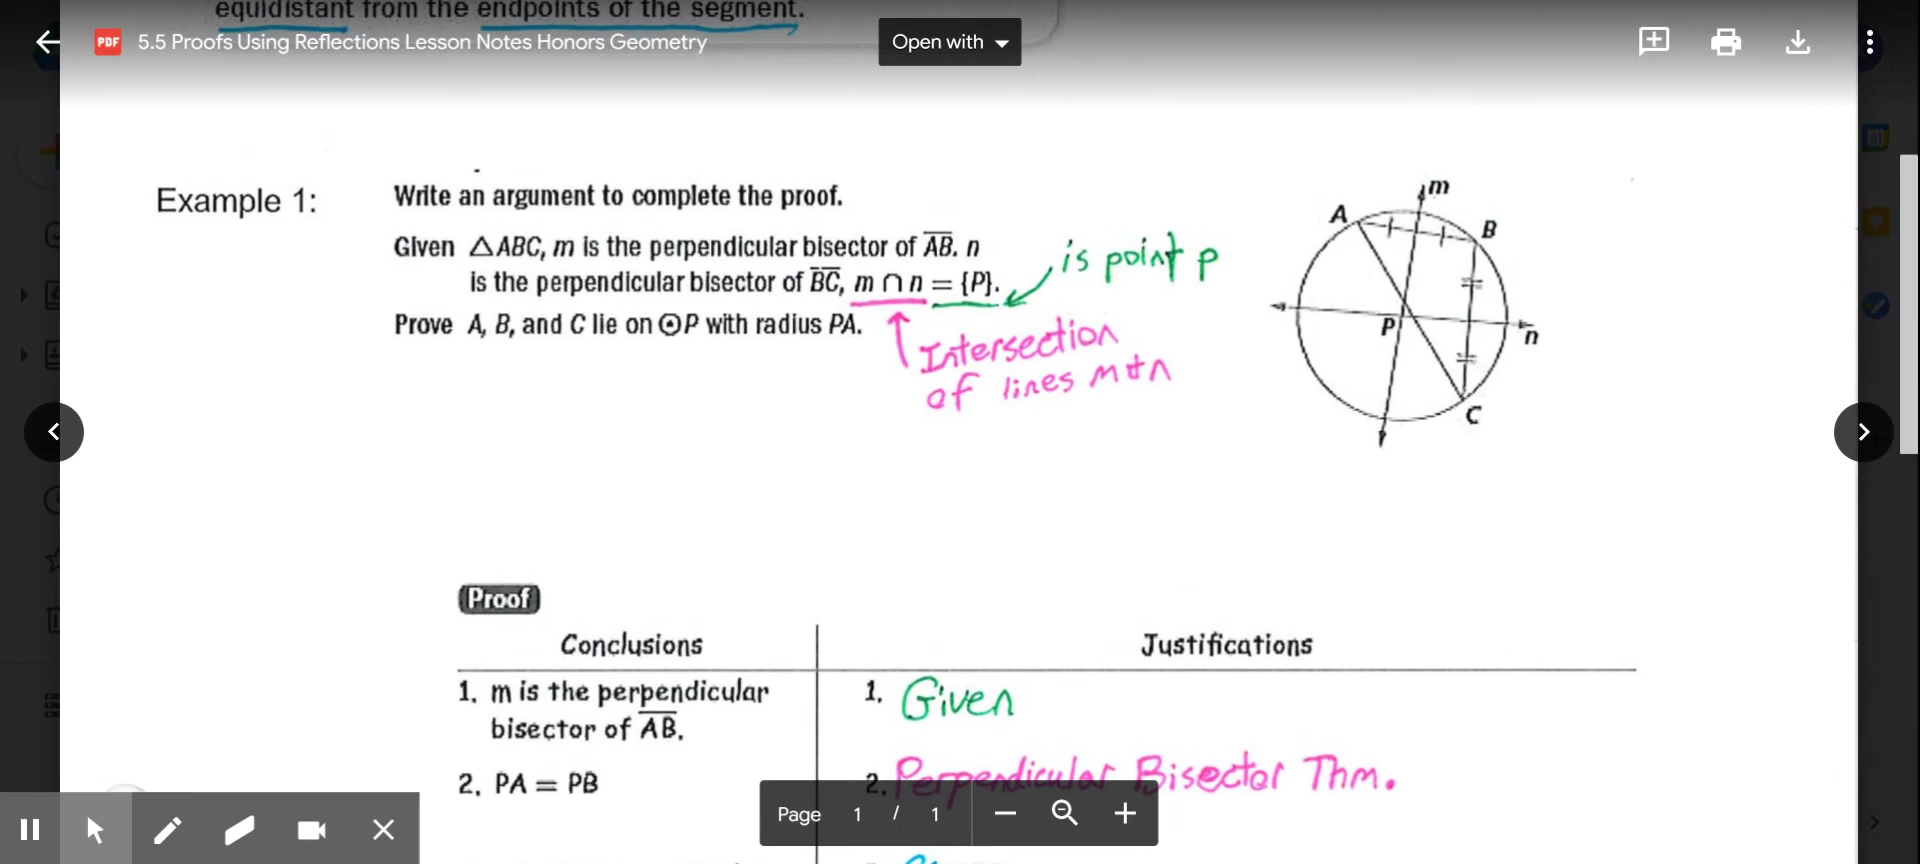 equidistant from the endpoints of the segment.
PDF 5.5 Proofs Using Reflections Lesson Notes Honors Geometry
Open with
Example 1:
Write an argument to complete the proof.
Given △ABC, m is the perpendicular bisector of A̅B̅. n
is the perpendicular bisector of B̅C̅, m ∩ n = {P}.
is point p
Prove A, B, and C lie on ⊙P with radius PA.
Intersection
of lines m + n
m
A
B
P
n
C
Proof
Conclusions
Justifications
1. m is the perpendicular
bisector of A̅B̅.
1. Given
2. PA = PB
2. Perpendicular Bisector Thm.
Page 1 / 1
31